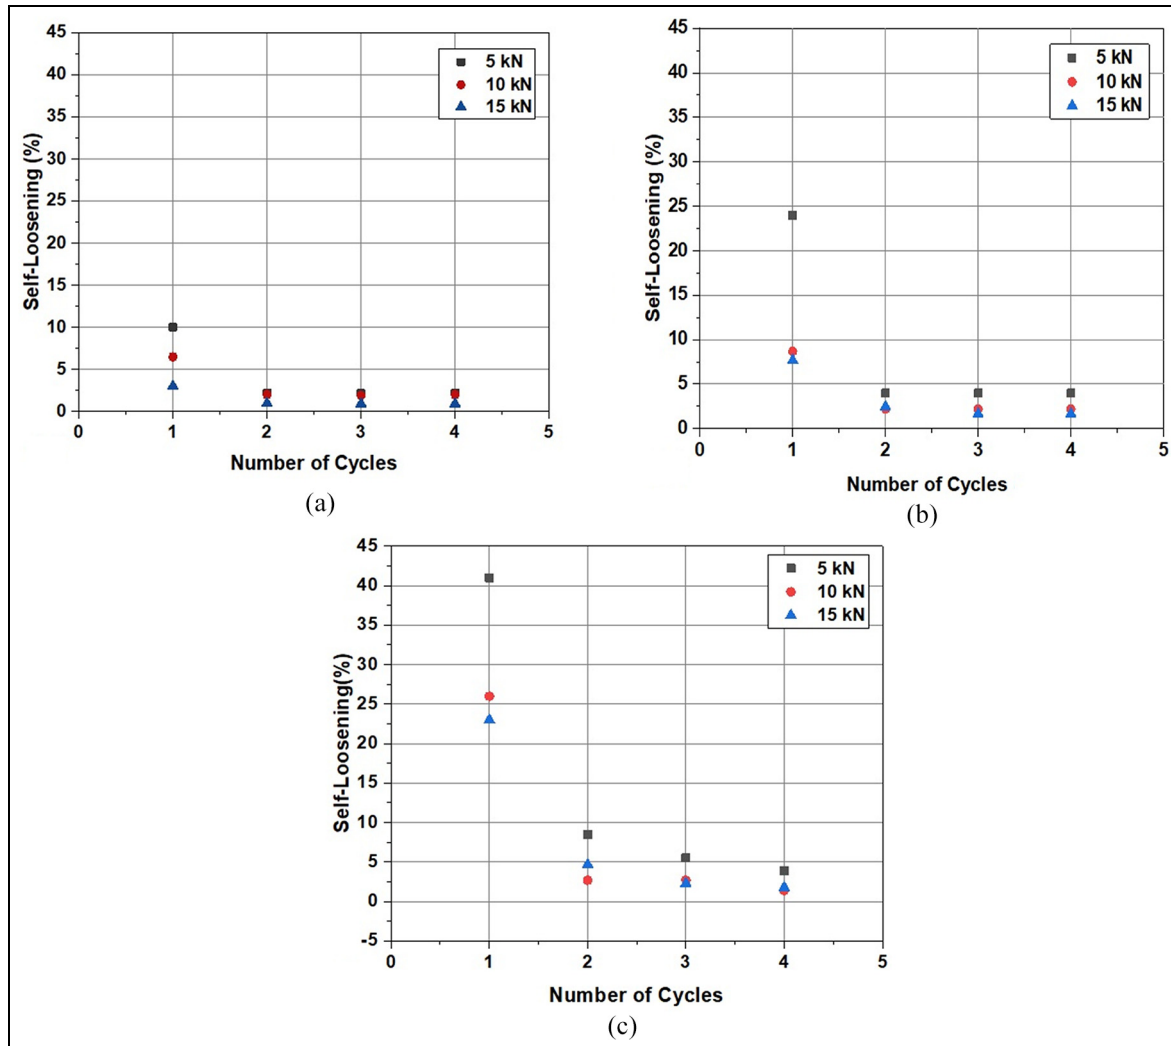 45
40
35
30
25
20
15
10
5
0
Self-Loosening (%)
5 kN
10 kN
15 kN
0 1 2 3 4 5
Number of Cycles
(a)
45
40
35
30
25
20
15
10
5
0
Self-Loosening (%)
5 kN
10 kN
15 kN
0 1 2 3 4 5
Number of Cycles
(b)
45
40
35
30
25
20
15
10
5
0
-5
Self-Loosening(%)
5 kN
10 kN
15 kN
0 1 2 3 4 5
Number of Cycles
(c)